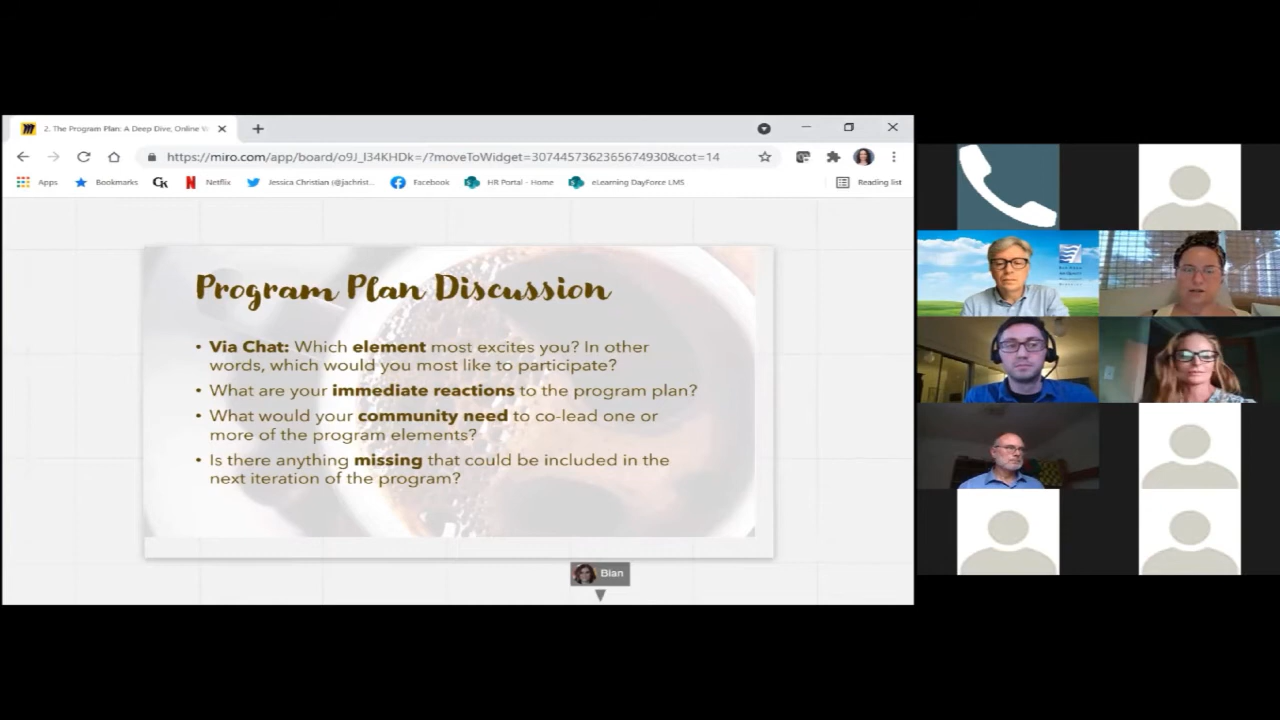 2. The Program Plan: A Deep Dive, Online W
https://miro.com/app/board/o9J_l34KHDk=/?moveToWidget=3074457362365674930&cot=14
Apps Bookmarks Netflix Jessica Christian (@jachrist... Facebook HR Portal - Home eLearning DayForce LMS Reading list
Program Plan Discussion
• Via Chat: Which element most excites you? In other
words, which would you most like to participate?
• What are your immediate reactions to the program plan?
• What would your community need to co-lead one or
more of the program elements?
• Is there anything missing that could be included in the
next iteration of the program?
Bian